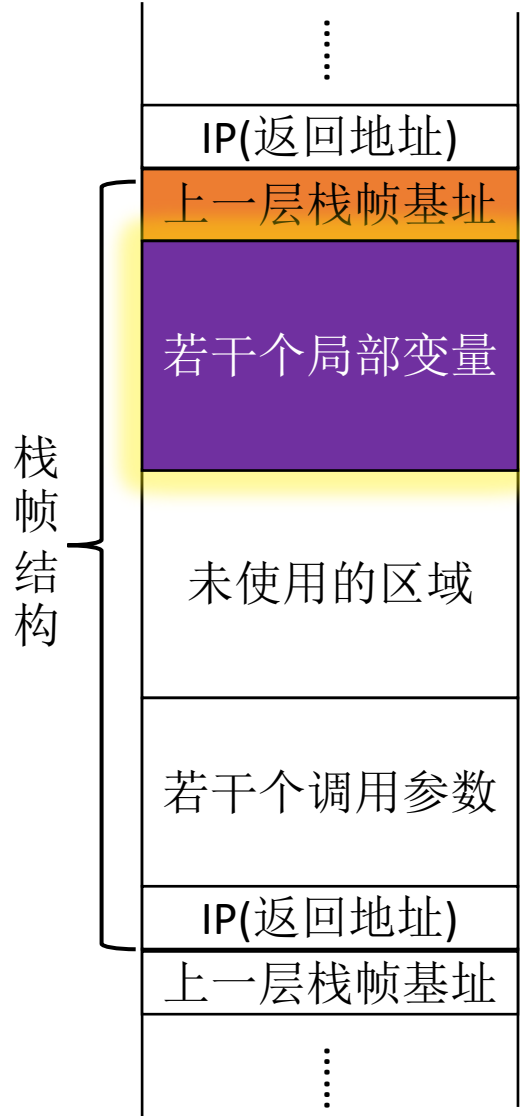 ……
IP(返回地址)
上一层栈帧基址
若干个局部变量
栈帧结构
未使用的区域
若干个调用参数
IP(返回地址)
上一层栈帧基址
……